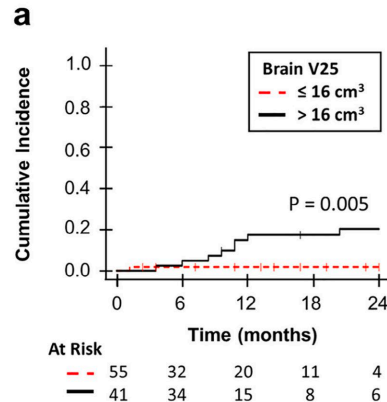 a
Cumulative Incidence
1.0
0.8
0.6
0.4
0.2
0.0
Brain V25
≤ 16 cm³
> 16 cm³
P = 0.005
0 6 12 18 24
Time (months)
At Risk
55 32 20 11 4
41 34 15 8 6